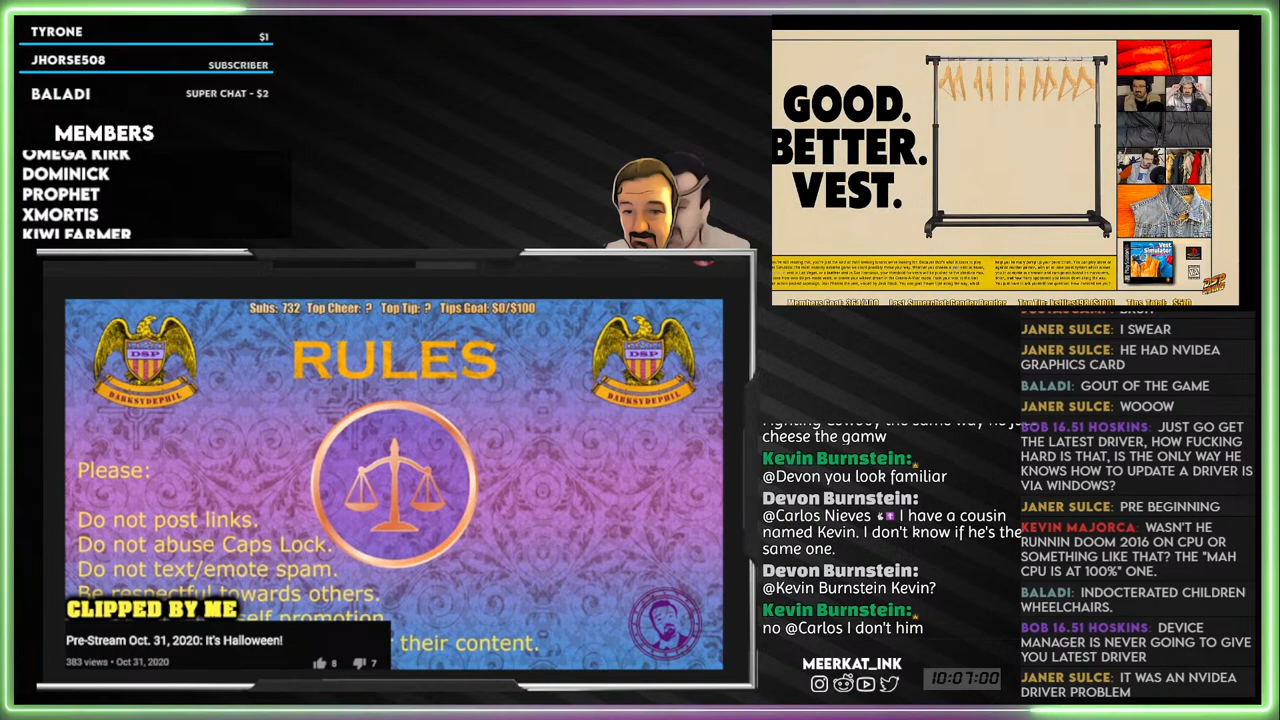 TYRONE
$1
JHORSE508
SUBSCRIBER
BALADI
SUPER CHAT - $2
MEMBERS
OMEGA KIRK
DOMINICK
PROPHET
XMORTIS
KIWI FARMER
GOOD.
BETTER.
VEST.
Vest
Simulator
Subs: 732 Top Cheer: ? Top Tip: ? Tips Goal: $0/$100
DSP
DARKSYDEPHIL
RULES
DSP
DARKSYDEPHIL
Please:
Do not post links.
Do not abuse Caps Lock.
Do not text/emote spam.
Be respectful towards others.
self promotion
their content.
CLIPPED BY ME
Pre-Stream Oct. 31, 2020: It's Halloween!
383 views • Oct 31, 2020
8
7
cheese the gamw
Kevin Burnstein:
@Devon you look familiar
Devon Burnstein:
@Carlos Nieves I have a cousin
named Kevin. I don't know if he's the
same one.
Devon Burnstein:
@Kevin Burnstein Kevin?
Kevin Burnstein:
no @Carlos I don't him
MEERKAT_INK
10:07:00
JANER SULCE: I SWEAR
JANER SULCE: HE HAD NVIDEA
GRAPHICS CARD
BALADI: GOUT OF THE GAME
JANER SULCE: WOOOW
BOB 16.51 HOSKINS: JUST GO GET
THE LATEST DRIVER, HOW FUCKING
HARD IS THAT, IS THE ONLY WAY HE
KNOWS HOW TO UPDATE A DRIVER IS
VIA WINDOWS?
JANER SULCE: PRE BEGINNING
KEVIN MAJORCA: WASN'T HE
RUNNIN DOOM 2016 ON CPU OR
SOMETHING LIKE THAT? THE "MAH
CPU IS AT 100%" ONE.
BALADI: INDOCTERATED CHILDREN
WHEELCHAIRS.
BOB 16.51 HOSKINS: DEVICE
MANAGER IS NEVER GOING TO GIVE
YOU LATEST DRIVER
JANER SULCE: IT WAS AN NVIDEA
DRIVER PROBLEM